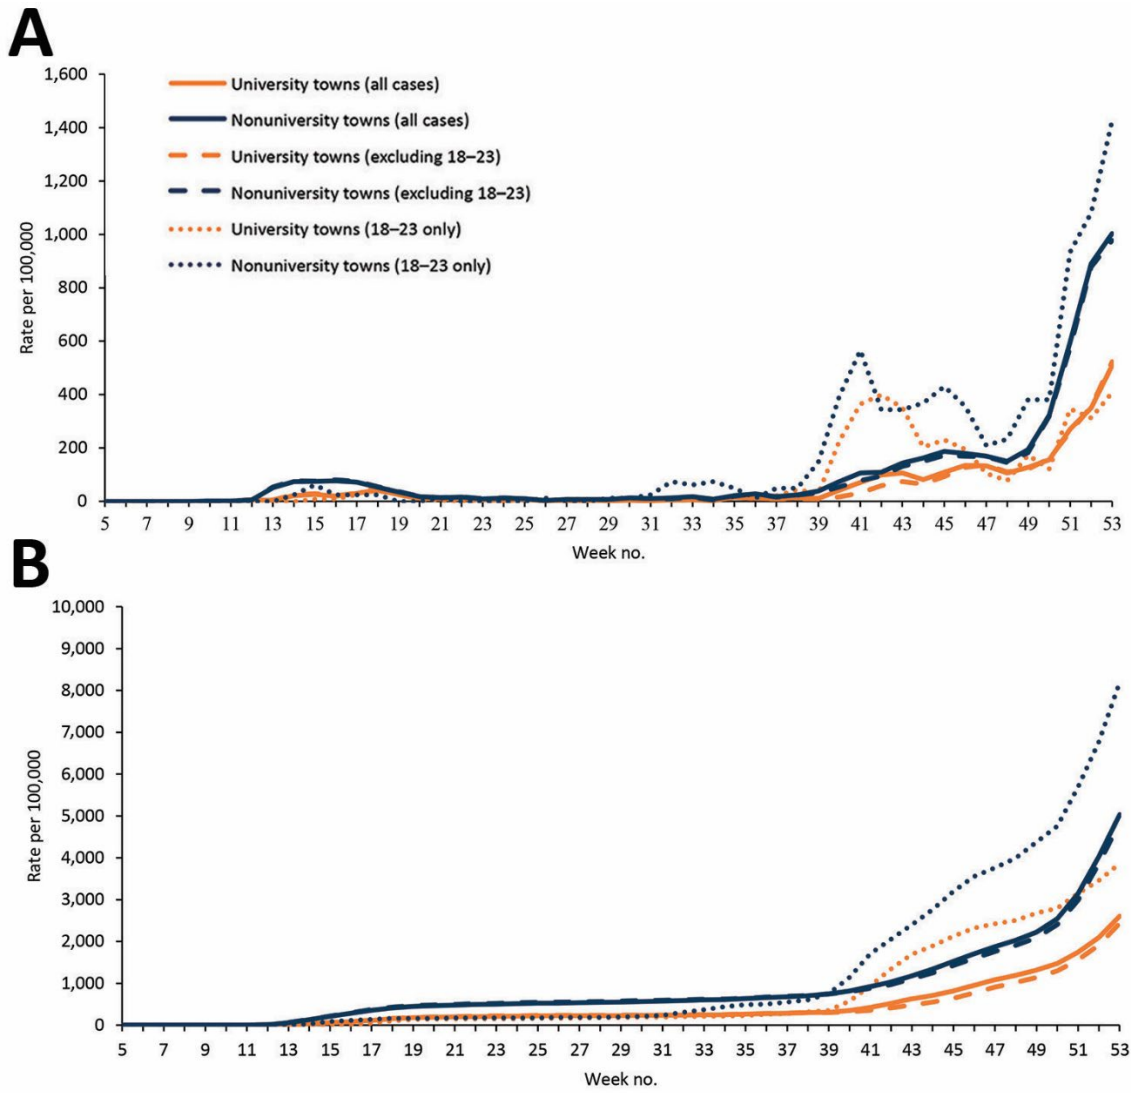 A
1,600
1,400
1,200
1,000
800
600
400
200
0
Rate per 100,000
University towns (all cases)
Nonuniversity towns (all cases)
University towns (excluding 18–23)
Nonuniversity towns (excluding 18–23)
University towns (18–23 only)
Nonuniversity towns (18–23 only)
5 7 9 11 13 15 17 19 21 23 25 27 29 31 33 35 37 39 41 43 45 47 49 51 53
Week no.
B
10,000
9,000
8,000
7,000
6,000
5,000
4,000
3,000
2,000
1,000
0
Rate per 100,000
5 7 9 11 13 15 17 19 21 23 25 27 29 31 33 35 37 39 41 43 45 47 49 51 53
Week no.